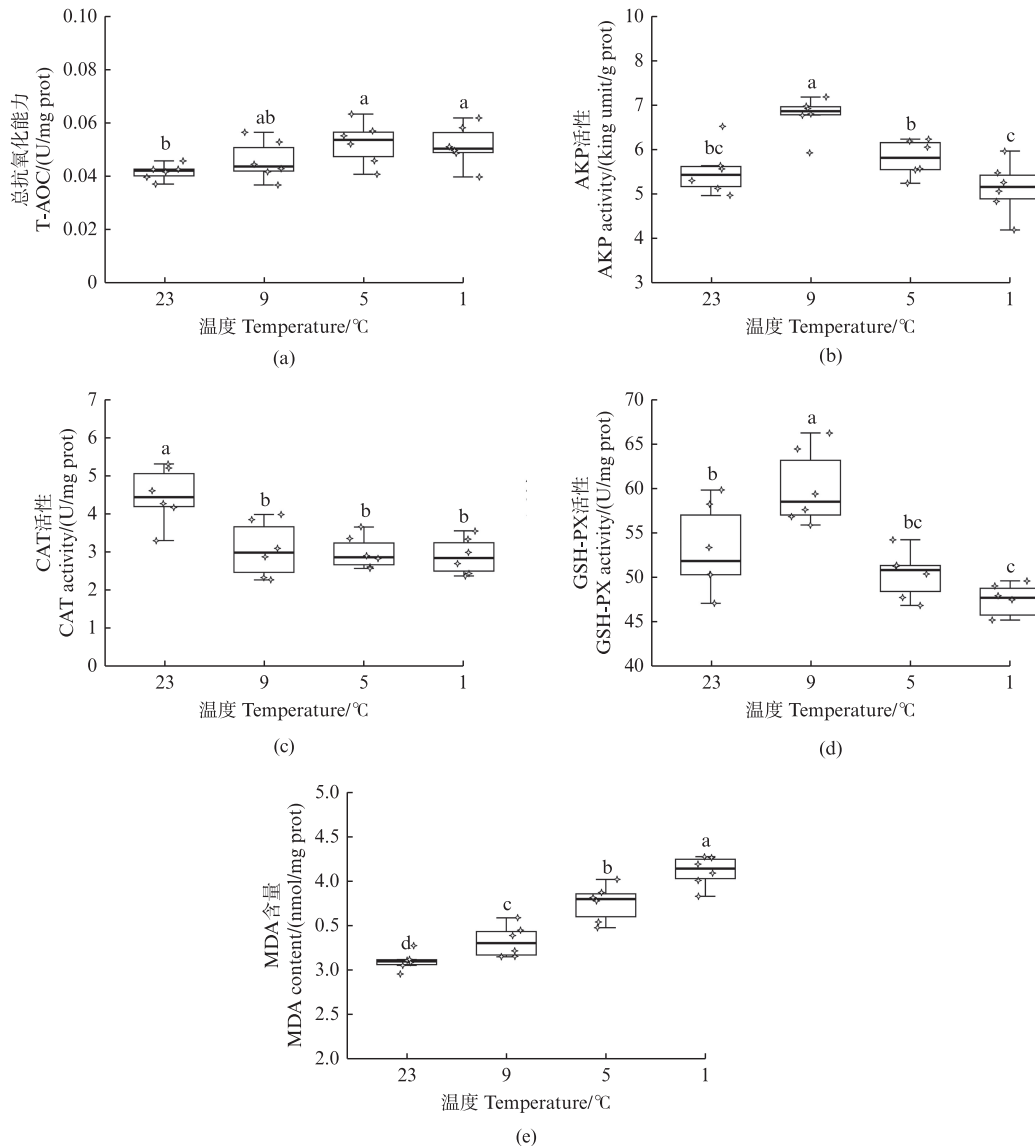 总抗氧化能力
T-AOC/(U/mg prot)
0.10
0.08
0.06
0.04
0.02
0
b
ab
a
a
23
9
5
1
温度 Temperature/℃
(a)
AKP活性
AKP activity/(king umit/g prot)
10
9
8
7
6
5
4
3
bc
a
b
c
23
9
5
1
温度 Temperature/℃
(b)
CAT活性
CAT activity/(U/mg prot)
7
6
5
4
3
2
1
0
a
b
b
b
23
9
5
1
温度 Temperature/℃
(c)
GSH-PX活性
GSH-PX activity/(U/mg prot)
70
65
60
55
50
45
40
b
a
bc
c
23
9
5
1
温度 Temperature/℃
(d)
MDA含量
MDA content/(nmol/mg prot)
5.0
4.5
4.0
0.5
3.0
2.5
2.0
d
c
b
a
23
9
5
1
温度 Temperature/℃
(e)